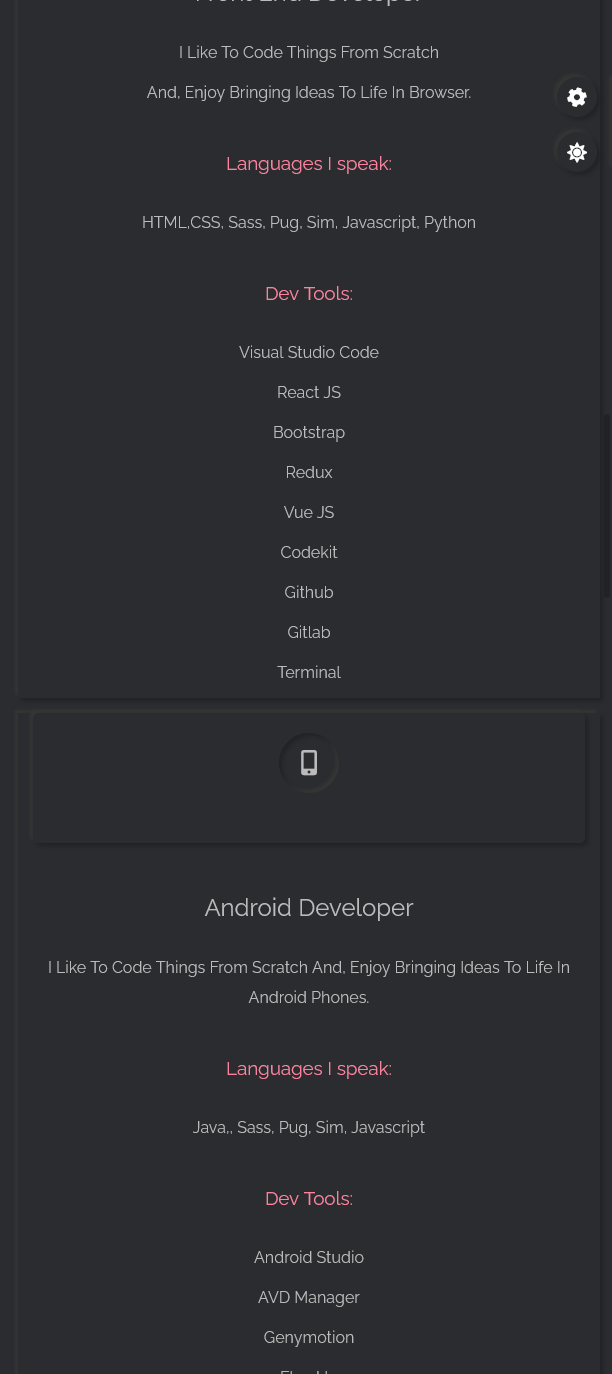 Front End Developer
I Like To Code Things From Scratch
And, Enjoy Bringing Ideas To Life In Browser.
Languages I speak:
HTML,CSS, Sass, Pug, Sim, Javascript, Python
Dev Tools:
Visual Studio Code
React JS
Bootstrap
Redux
Vue JS
Codekit
Github
Gitlab
Terminal
Android Developer
I Like To Code Things From Scratch And, Enjoy Bringing Ideas To Life In
Android Phones.
Languages I speak:
Java,, Sass, Pug, Sim, Javascript
Dev Tools:
Android Studio
AVD Manager
Genymotion